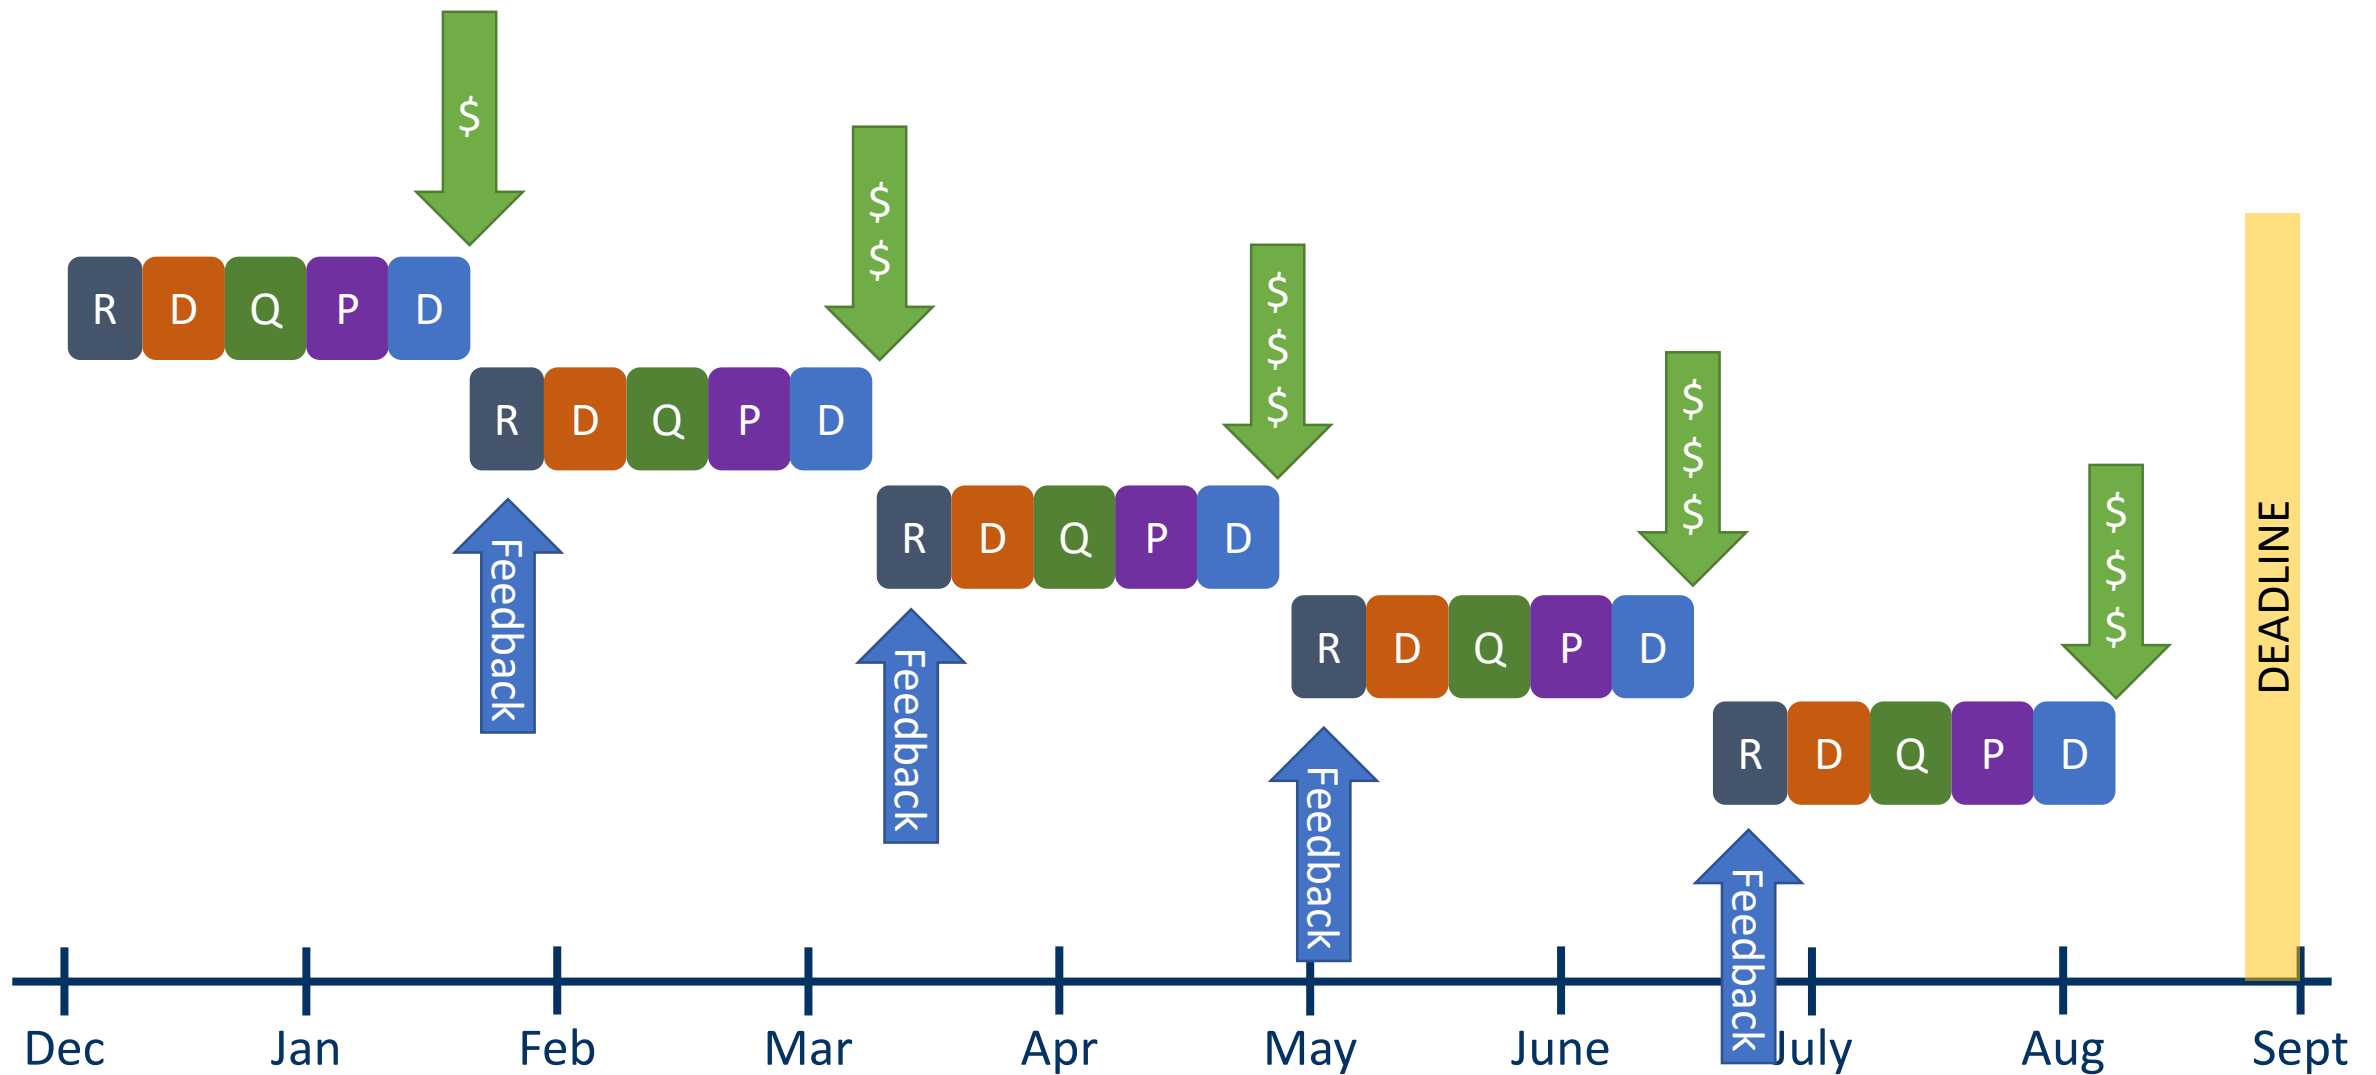 $
$
$
R D Q P D
$
$
$
R D Q P D
$
$
$
R D Q P D
$
$
$
R D Q P D
R D Q P D
Feedback
Feedback
Feedback
Feedback
DEADLINE
Dec Jan Feb Mar Apr May June July Aug Sept